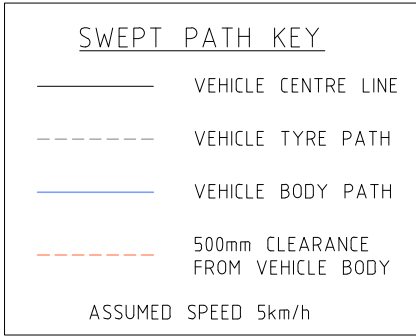 SWEPT PATH KEY
VEHICLE CENTRE LINE
VEHICLE TYRE PATH
VEHICLE BODY PATH
500mm CLEARANCE
FROM VEHICLE BODY
ASSUMED SPEED 5km/h